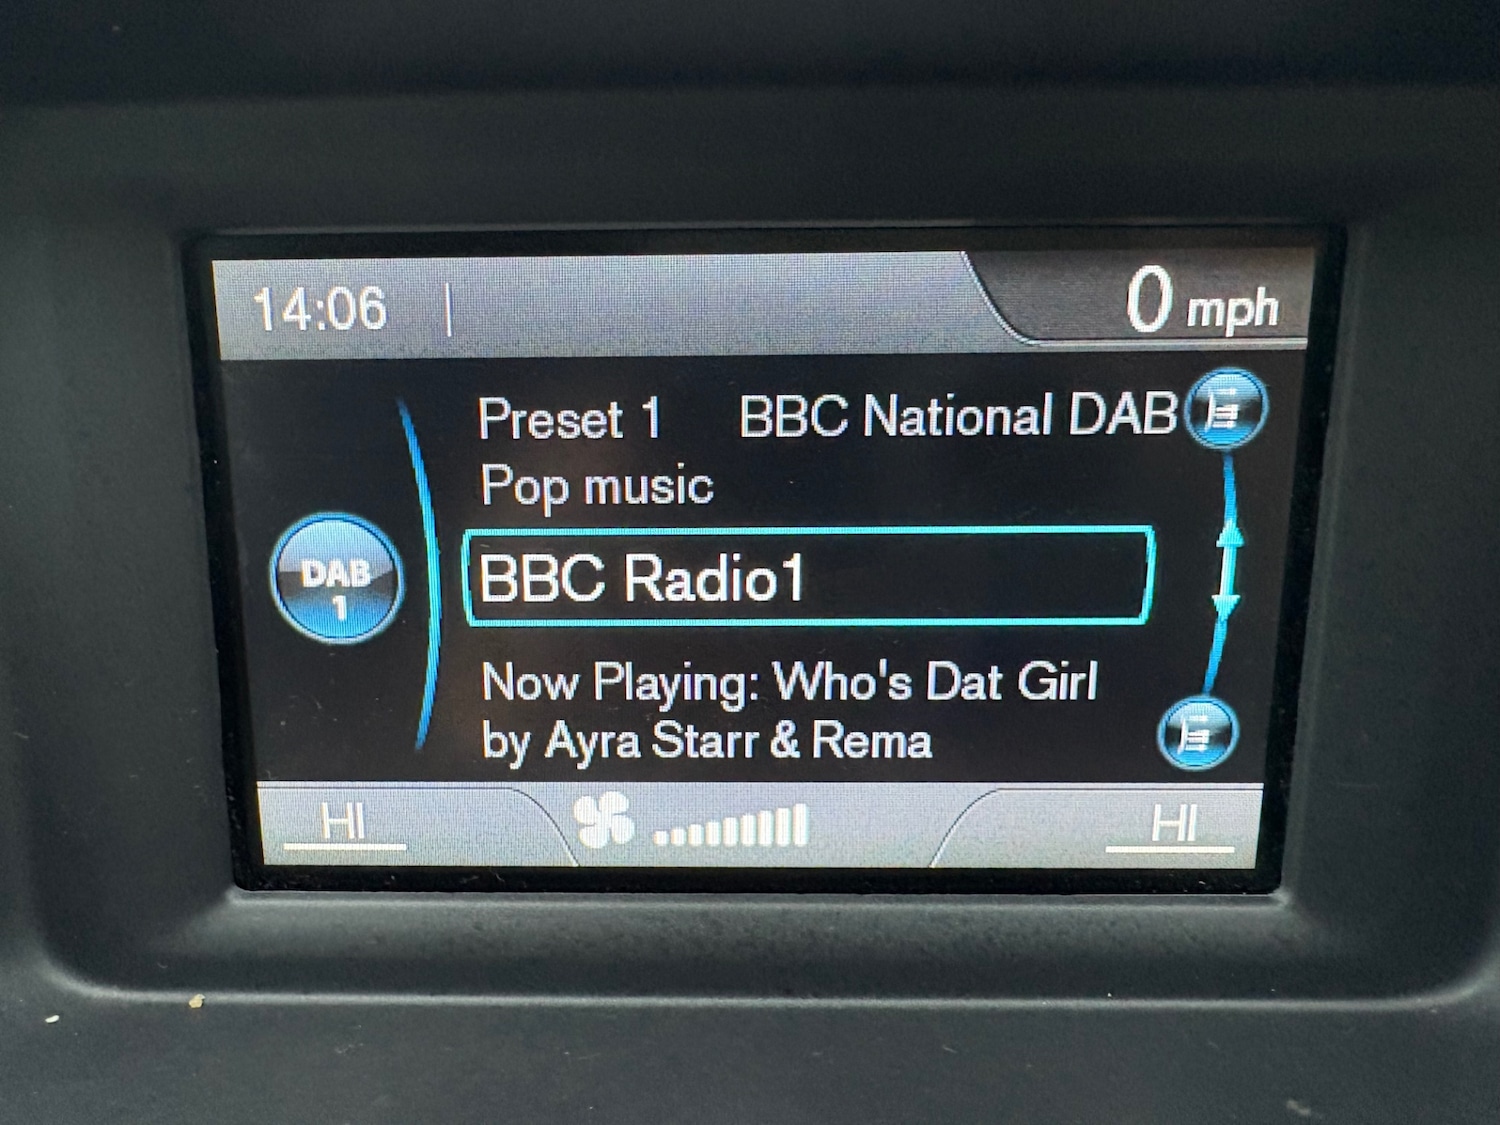 14:06 0 mph
Preset 1 BBC National DAB
Pop music
DAB
1
BBC Radio1
Now Playing: Who's Dat Girl
by Ayra Starr & Rema
HI HI